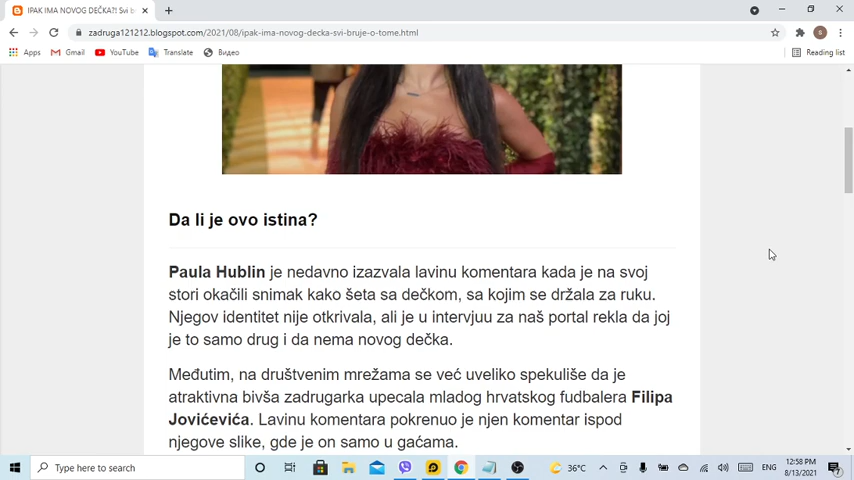 IPAK IMA NOVOG DEČKA?! Svi b
zadruga121212.blogspot.com/2021/08/ipak-ima-novog-decka-svi-bruje-o-tome.html
S
Apps Gmail YouTube Translate Видео Reading list
Da li je ovo istina?
Paula Hublin je nedavno izazvala lavinu komentara kada je na svoj
stori okačili snimak kako šeta sa dečkom, sa kojim se držala za ruku.
Njegov identitet nije otkrivala, ali je u intervjuu za naš portal rekla da joj
je to samo drug i da nema novog dečka.
Međutim, na društvenim mrežama se već uveliko spekuliše da je
atraktivna bivša zadrugarka upecala mladog hrvatskog fudbalera Filipa
Jovićevića. Lavinu komentara pokrenuo je njen komentar ispod
njegove slike, gde je on samo u gaćama.
Type here to search
36°C
ENG
12:58 PM
8/13/2021